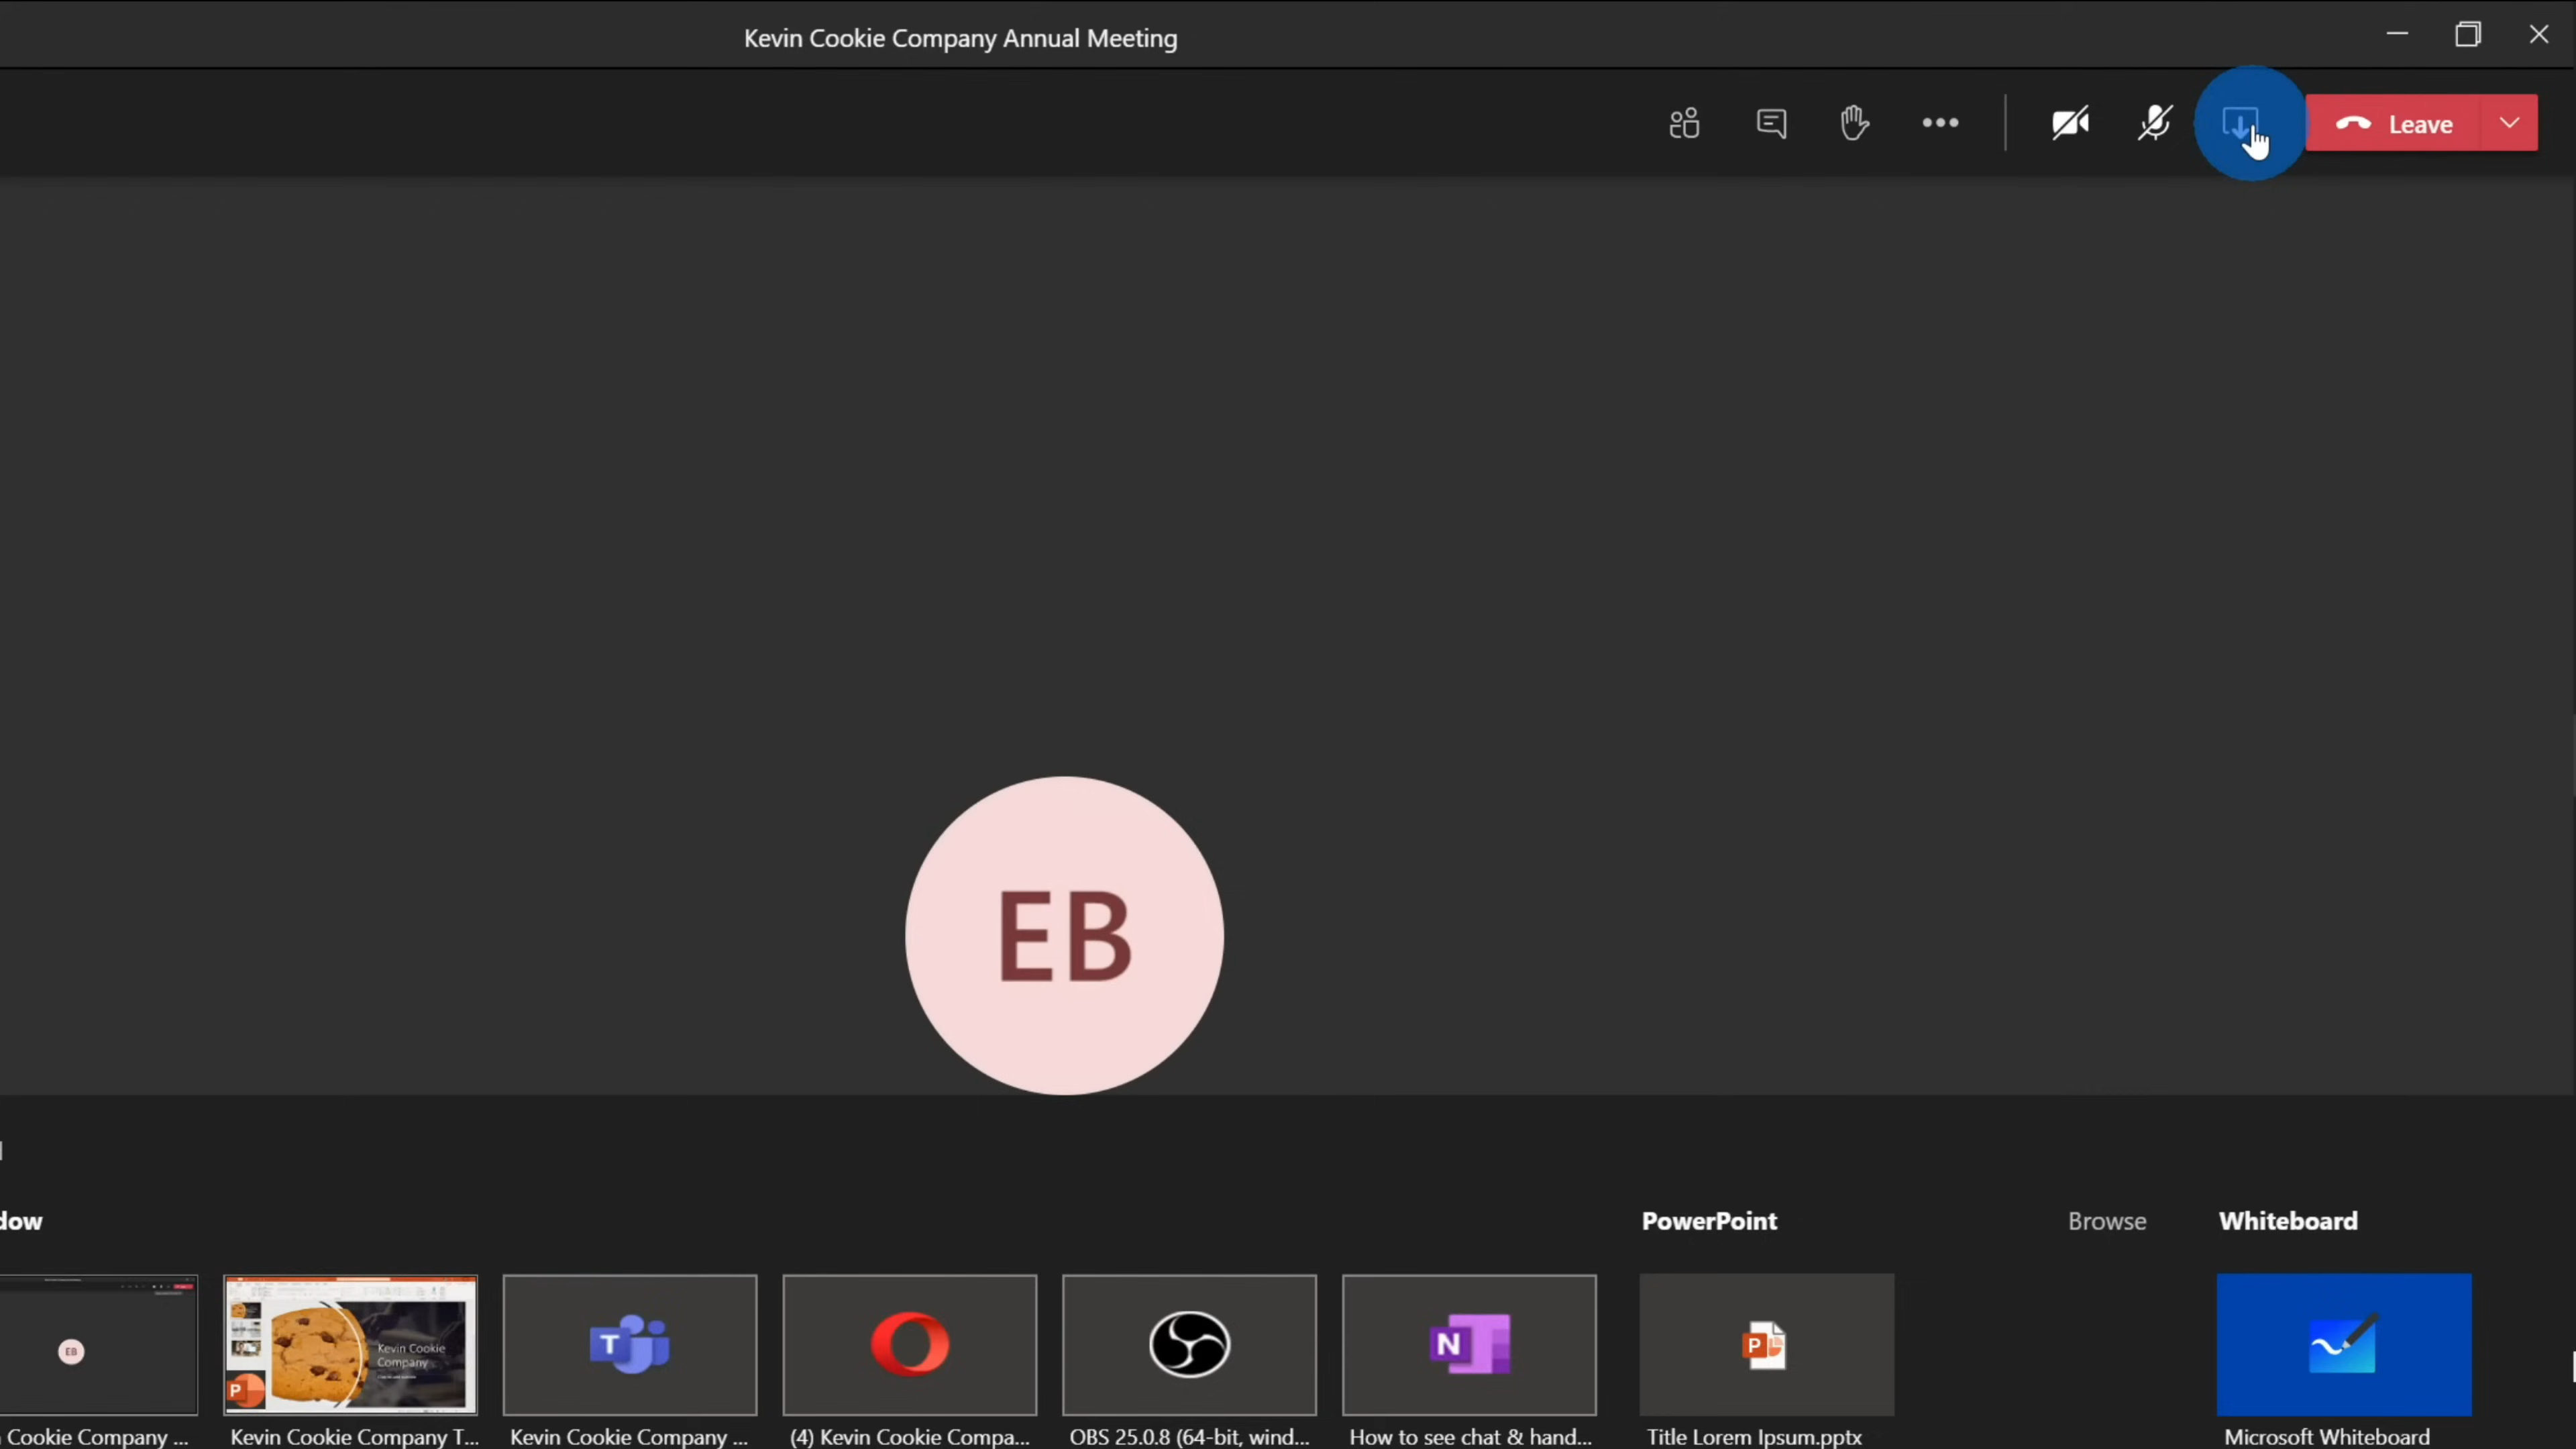 Kevin Cookie Company Annual Meeting
Leave
EB
dow
PowerPoint
Browse
Whiteboard
EB
Kevin Cookie
Company
P
T
N
P
Cookie Company ...
Kevin Cookie Company T...
Kevin Cookie Company ...
(4) Kevin Cookie Compa...
OBS 25.0.8 (64-bit, wind...
How to see chat & hand...
Title Lorem Ipsum.pptx
Microsoft Whiteboard